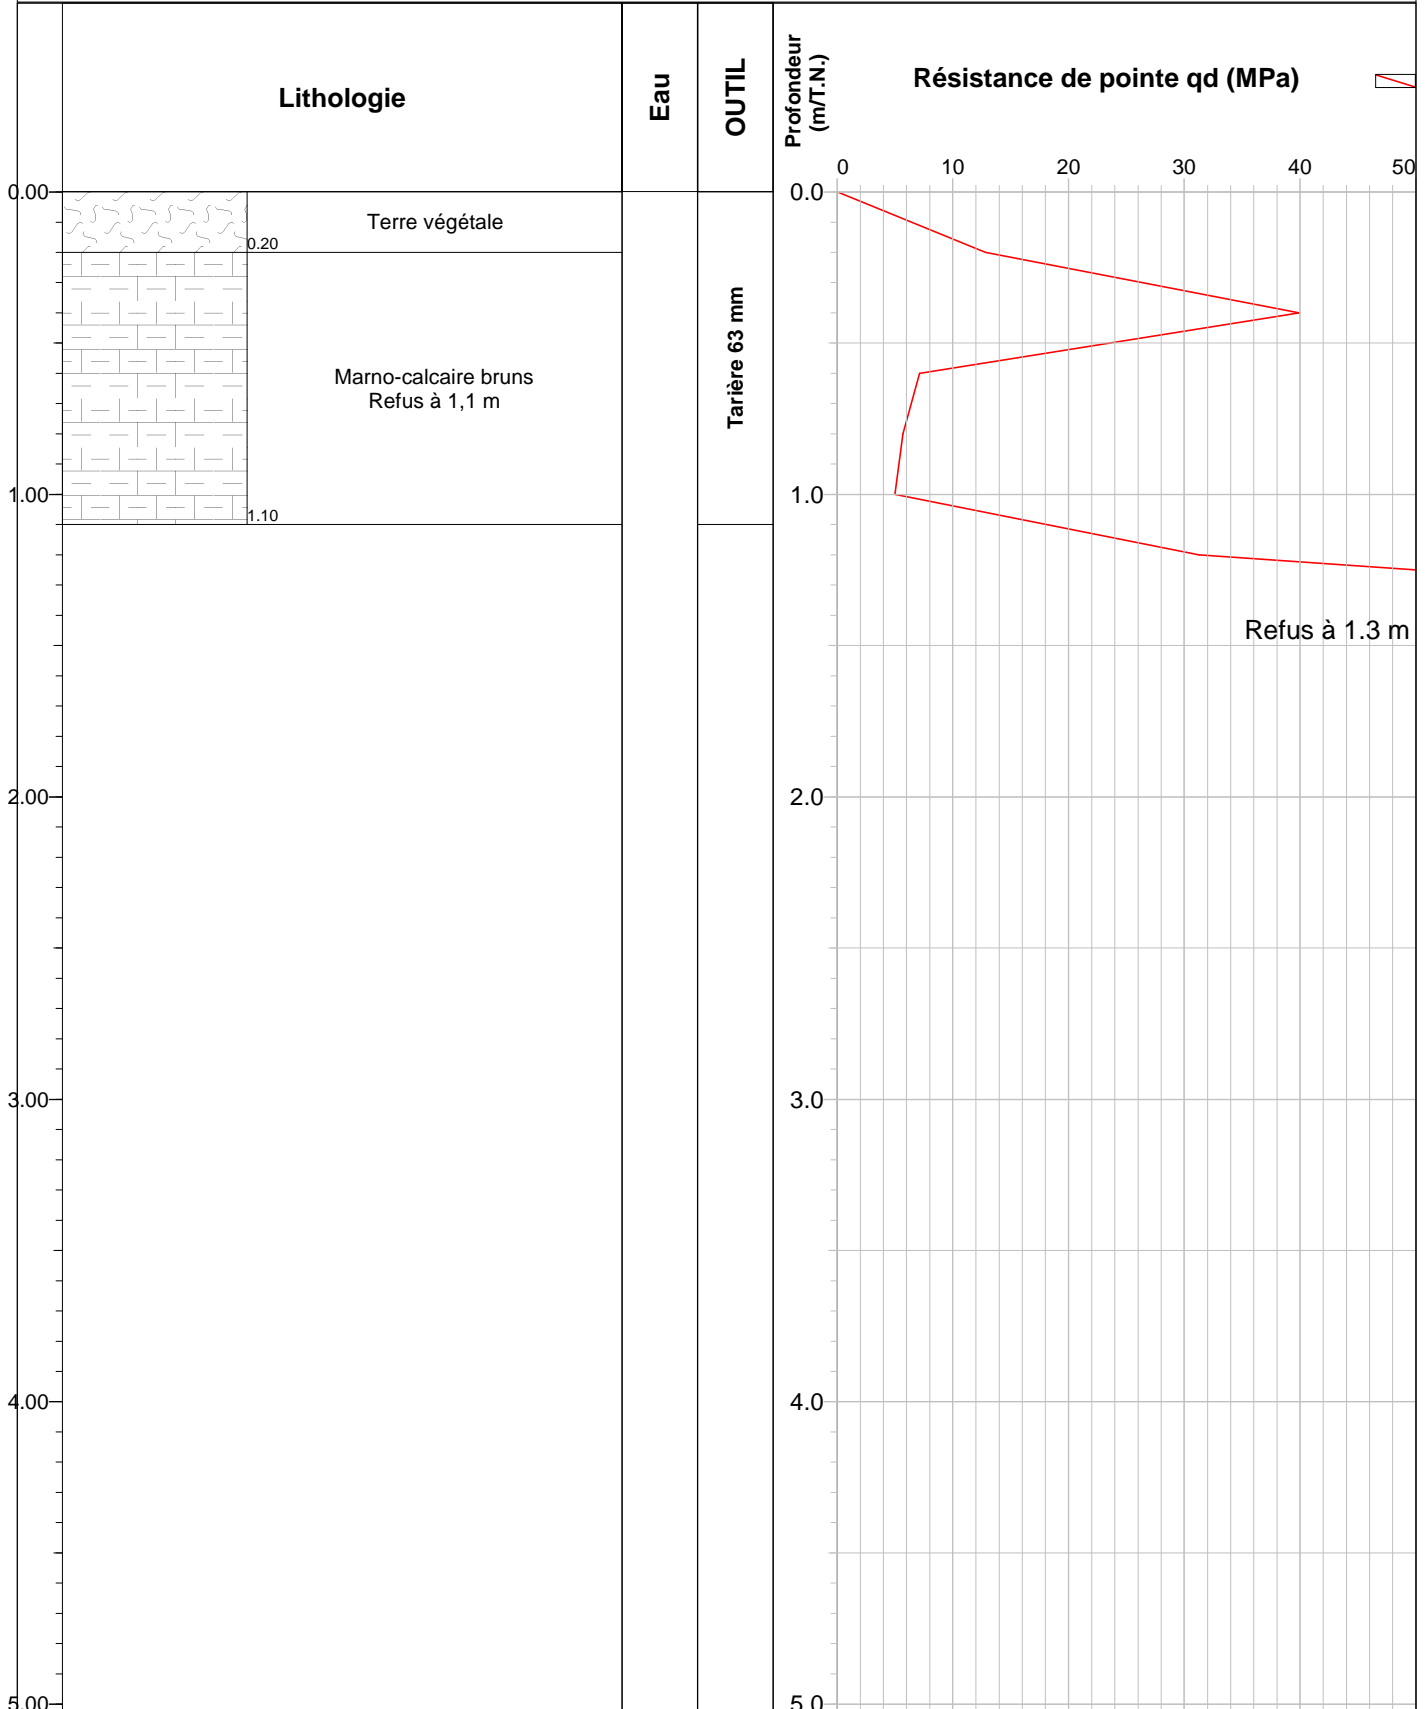 Lithologie
Eau
OUTIL
Profondeur
(m/T.N.)
Résistance de pointe qd (MPa)
0 10 20 30 40 50
0.00
Terre végétale
0.20
Marno-calcaire bruns
Refus à 1,1 m
1.00
1.10
2.00
3.00
4.00
5.00
Tarière 63 mm
0.0
1.0
Refus à 1.3 m
2.0
3.0
4.0
5.0